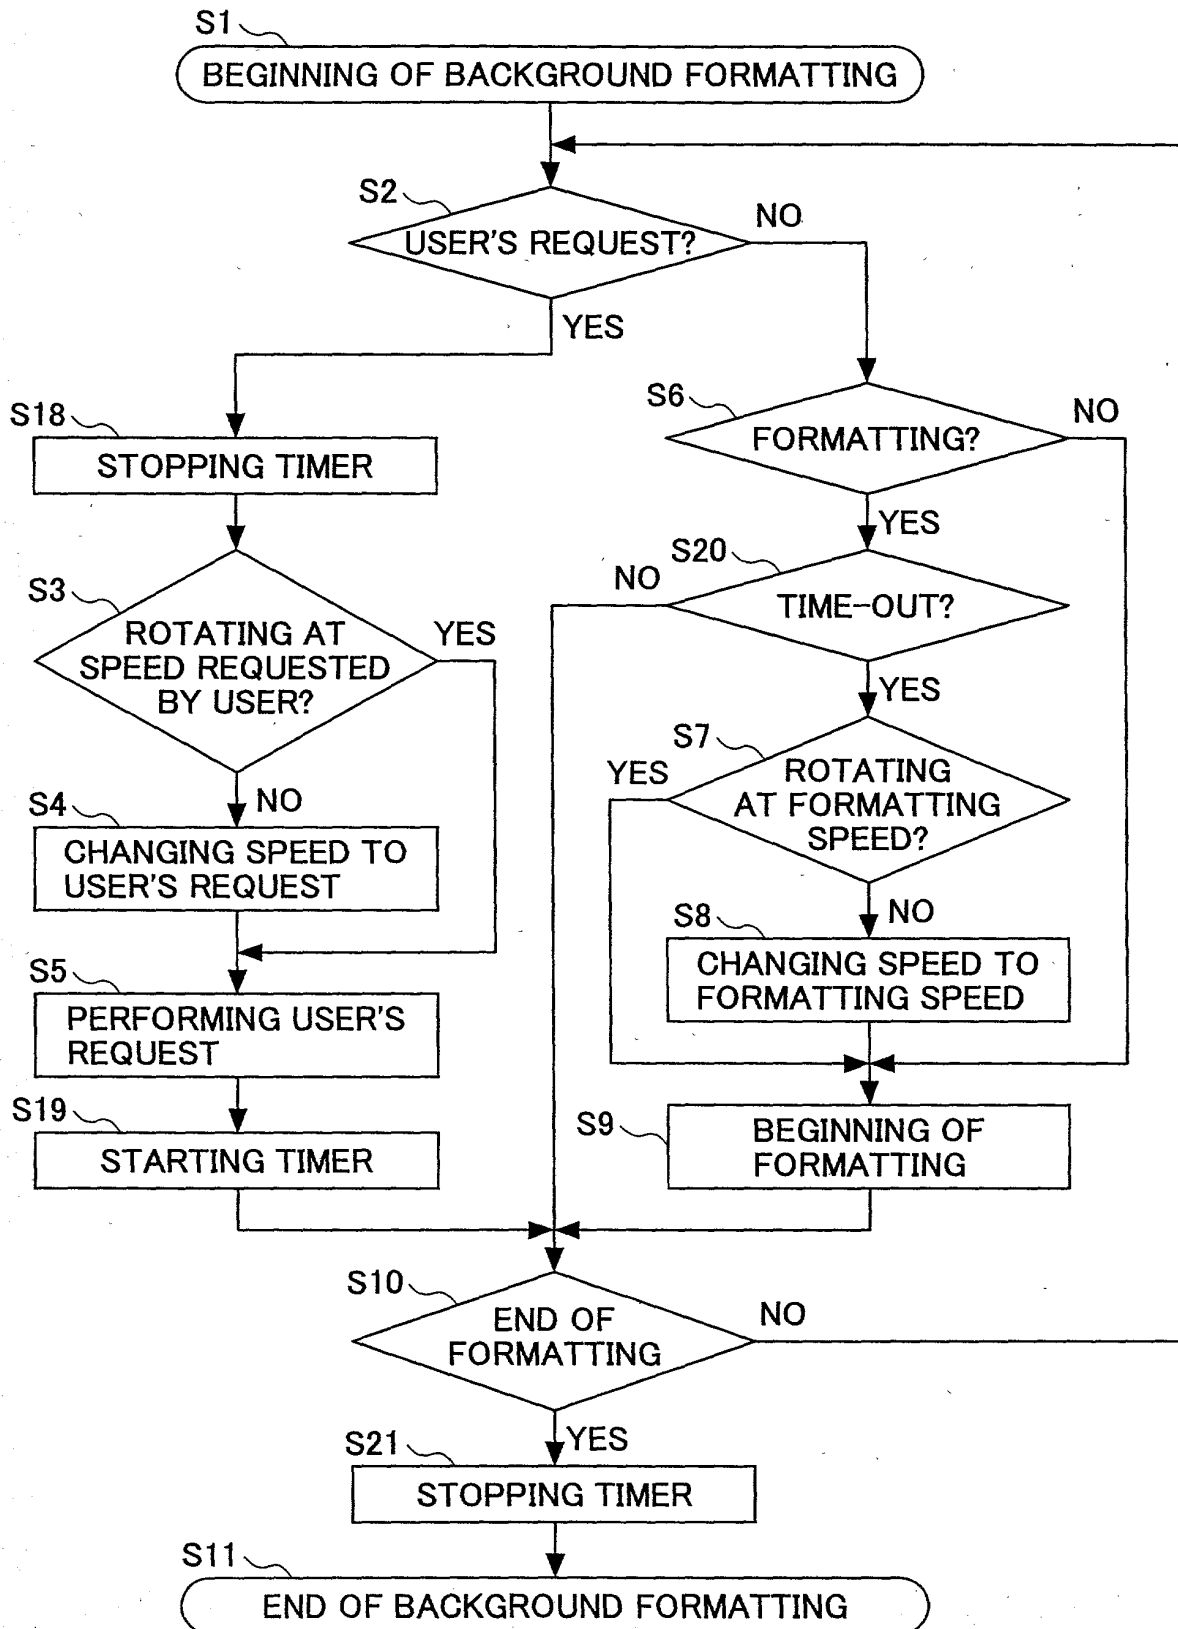 S1
BEGINNING OF BACKGROUND FORMATTING
S2
USER'S REQUEST?
NO
YES
S18
STOPPING TIMER
S6
FORMATTING?
NO
YES
S20
TIME-OUT?
NO
YES
S3
ROTATING AT
SPEED REQUESTED
BY USER?
YES
NO
S7
ROTATING
AT FORMATTING
SPEED?
YES
NO
S4
CHANGING SPEED TO
USER'S REQUEST
S8
CHANGING SPEED TO
FORMATTING SPEED
S5
PERFORMING USER'S
REQUEST
S19
STARTING TIMER
S9
BEGINNING OF
FORMATTING
S10
END OF
FORMATTING
NO
YES
S21
STOPPING TIMER
S11
END OF BACKGROUND FORMATTING